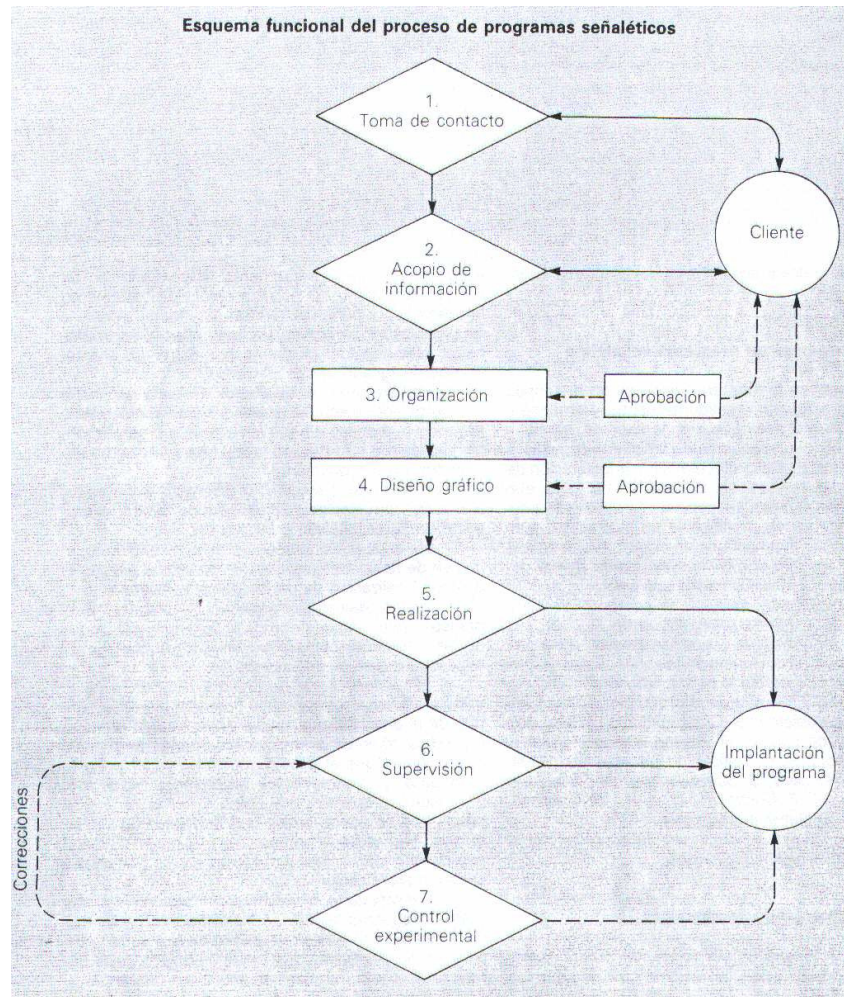 Esquema funcional del proceso de programas señaléticos
1.
Toma de contacto
Cliente
2.
Acopio de
información
3. Organización
Aprobación
4. Diseño gráfico
Aprobación
5.
Realización
6.
Supervisión
Implantación
del programa
Correcciones
7.
Control
experimental